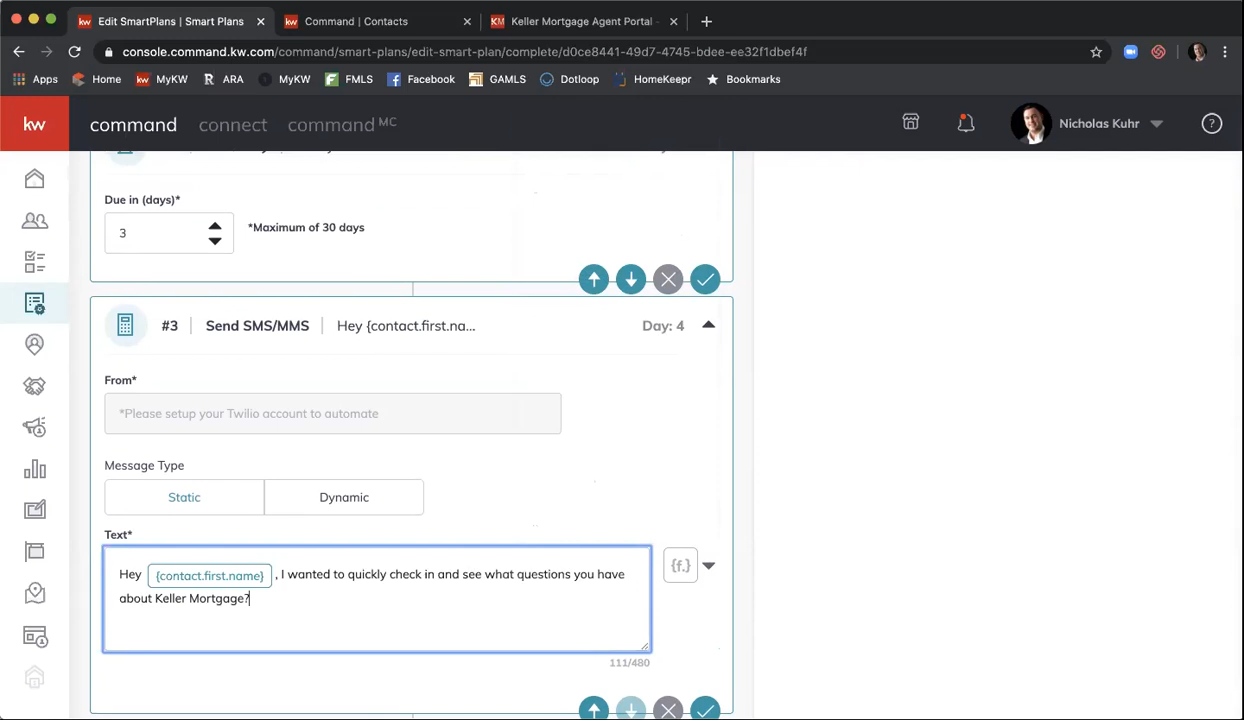 Edit SmartPlans | Smart Plans
Command | Contacts
Keller Mortgage Agent Portal
console.command.kw.com/command/smart-plans/edit-smart-plan/complete/d0ce8441-49d7-4745-bdee-ee32f1dbef4f
Apps Home MyKW ARA MyKW FMLS Facebook GAMLS Dotloop HomeKeepr Bookmarks
kw command connect command MC Nicholas Kuhr
Due in (days)*
3 *Maximum of 30 days
#3 Send SMS/MMS Hey {contact.first.na... Day: 4
From*
*Please setup your Twilio account to automate
Message Type
Static Dynamic
Text*
Hey {contact.first.name} , I wanted to quickly check in and see what questions you have {f.}
about Keller Mortgage?
111/480